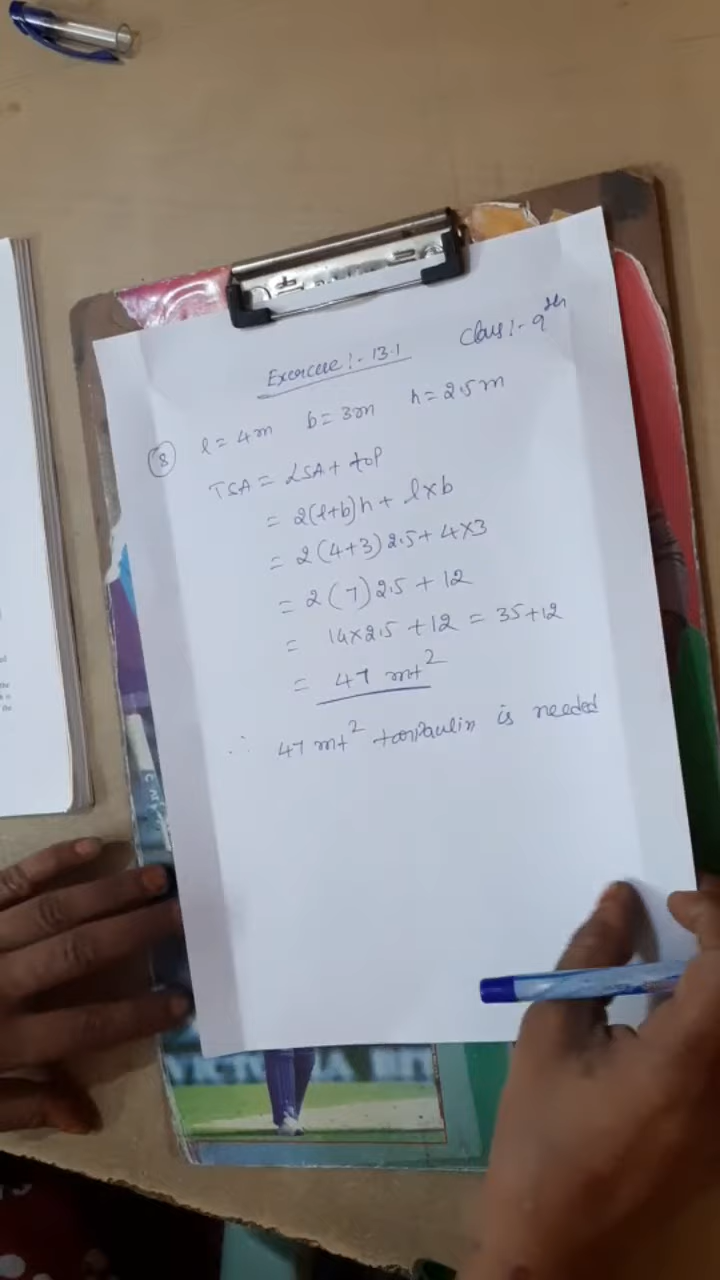 Exercise :- 13.1 Class :- 9th
8 l = 4m b = 3m h = 2.5m
TSA = LSA + top
= 2(l+b)h + l×b
= 2(4+3)2.5 + 4×3
= 2(7)2.5 + 12
= 14×2.5 + 12 = 35+12
= 47 mt²
∴ 47 mt² tarpaulin is needed